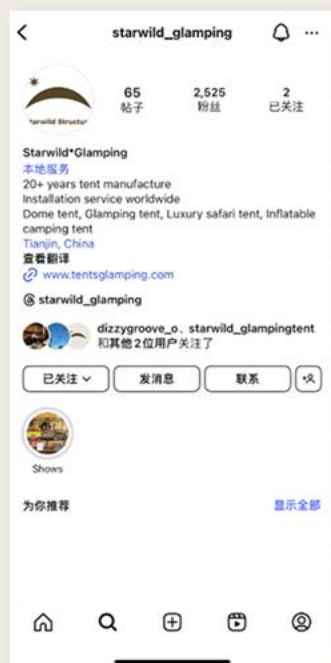 starwild_glamping
65
2,525
2
帖子
粉丝
已关注
Starwild Structur
Starwild*Glamping
本地服务
20+ years tent manufacture
Installation service worldwide
Dome tent, Glamping tent, Luxury safari tent, Inflatable
camping tent
Tianjin, China
查看翻译
www.tentsglamping.com
starwild_glamping
dizzygroove_o、starwild_glampingtent
和其他 2 位用户关注了
已关注
发消息
联系
Shows
为你推荐
显示全部